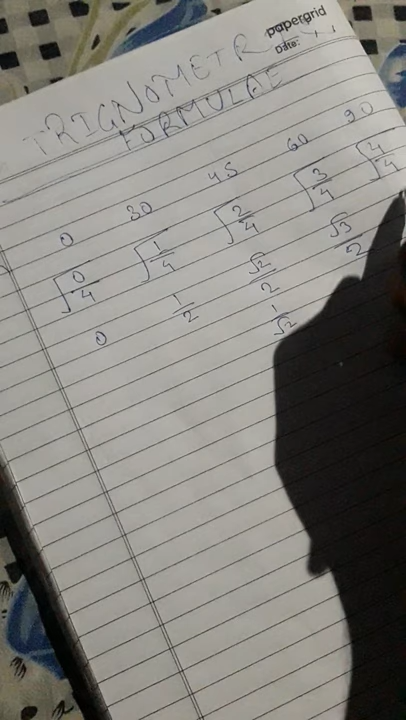 papergrid
Date:
TRIGNOMETRY
FORMULAE
0 30 45 60 90
√0/4 √1/4 √2/4 √3/4 √4/4
0 1/2 √2/2 √3/2
1/√2